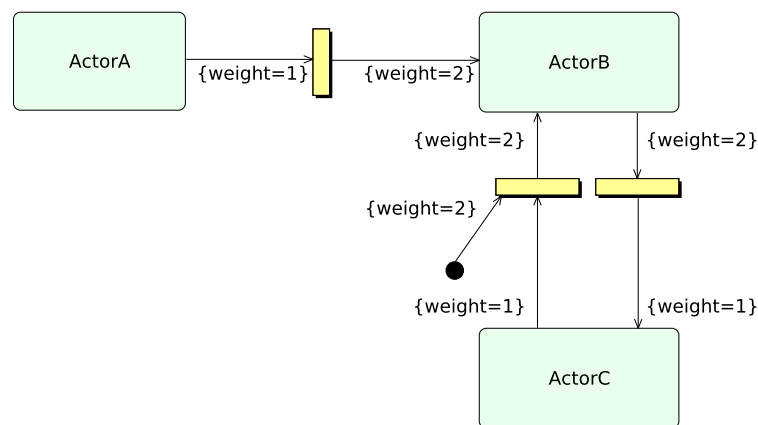 ActorA
{weight=1}
{weight=2}
ActorB
{weight=2}
{weight=2}
{weight=2}
{weight=1}
{weight=1}
ActorC